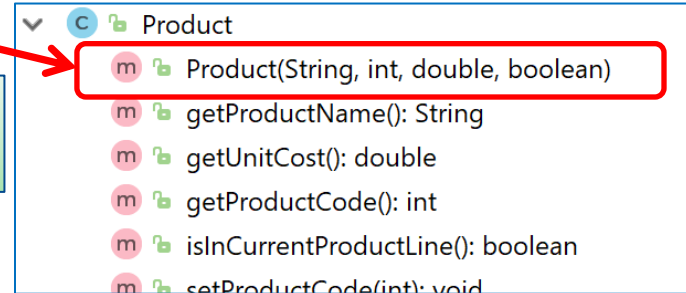 C Product
m Product(String, int, double, boolean)
m getProductName(): String
m getUnitCost(): double
m getProductCode(): int
m isInCurrentProductLine(): boolean
m setProductCode(int): void